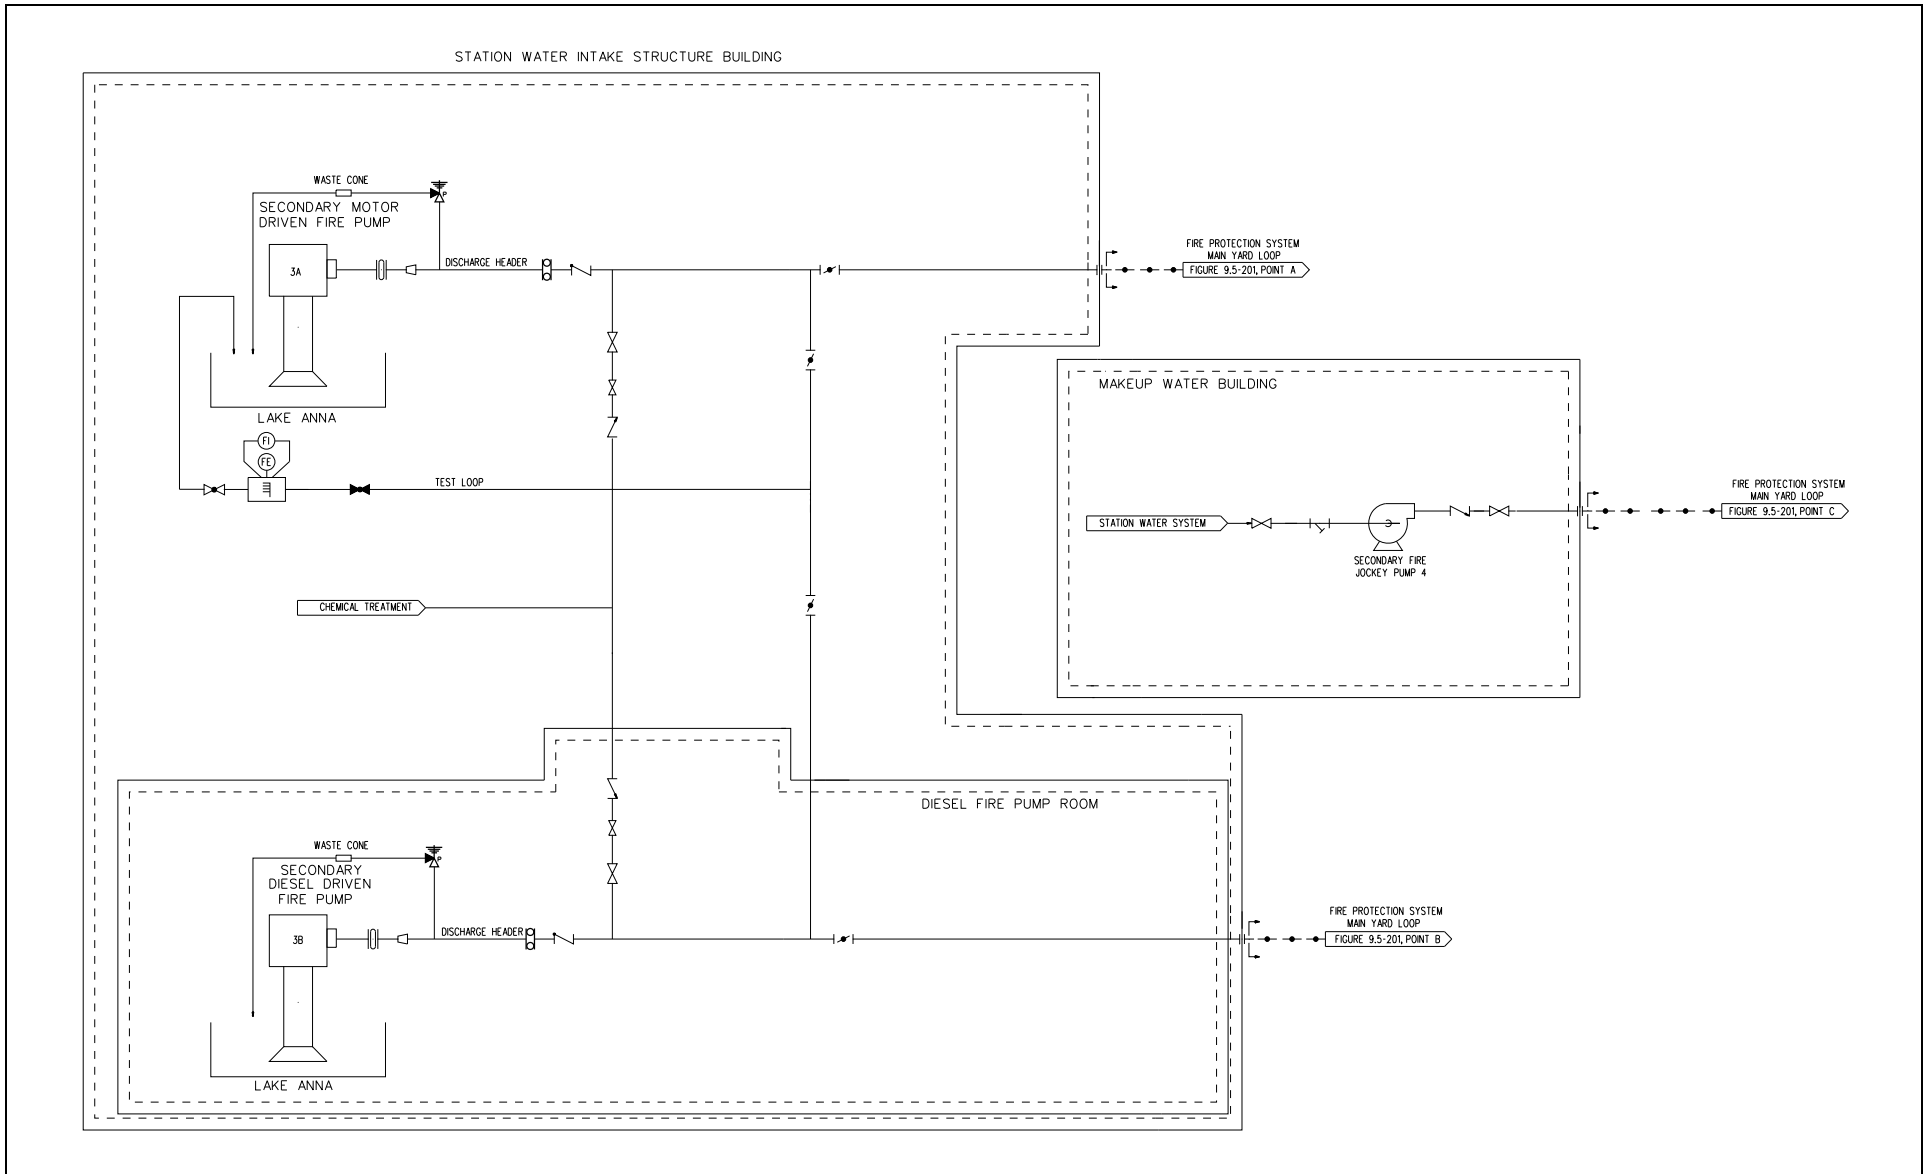 STATION WATER INTAKE STRUCTURE BUILDING
WASTE CONE
P
SECONDARY MOTOR
DRIVEN FIRE PUMP
3A
DISCHARGE HEADER
FIRE PROTECTION SYSTEM
MAIN YARD LOOP
FIGURE 9.5-201, POINT A
LAKE ANNA
FI
FE
TEST LOOP
MAKEUP WATER BUILDING
STATION WATER SYSTEM
SECONDARY FIRE
JOCKEY PUMP 4
FIRE PROTECTION SYSTEM
MAIN YARD LOOP
FIGURE 9.5-201, POINT C
CHEMICAL TREATMENT
DIESEL FIRE PUMP ROOM
WASTE CONE
P
SECONDARY
DIESEL DRIVEN
FIRE PUMP
3B
DISCHARGE HEADER
FIRE PROTECTION SYSTEM
MAIN YARD LOOP
FIGURE 9.5-201, POINT B
LAKE ANNA